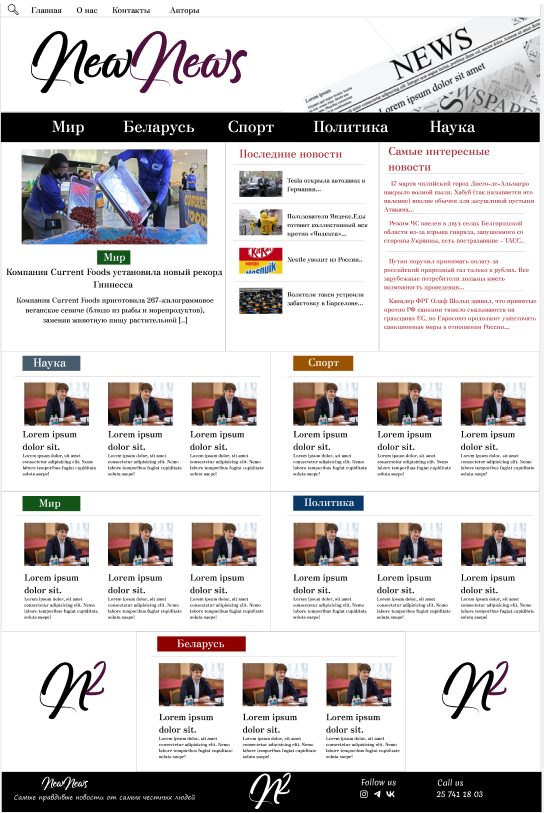 Главная О нас Контакты Авторы
NewNews
NEWS
Lorem ipsum
Lorem ipsum dolor sit amet
NEWSPAPER
Мир Беларусь Спорт Политика Наука
Мир
Компания Current Foods установила новый рекорд
Гиннесса
Компания Current Foods приготовила 267-килограммовое
веганское севиче (блюдо из рыбы и морепродуктов),
заменив животную пищу растительной [..]
Последние новости
Tesla открыла автозавод в
Германии...
Пользователи Яндекс.Еды
готовят коллективный иск
против «Яндекса»...
Nestle уходит из России..
Водители такси устроили
забастовку в Барселоне...
Самые интересные
новости
17 марта чилийский город Диего-де-Альмагро
накрыло волной пыли. Хабуб (так называется это
явление) вполне обычен для засушливой пустыни
Атакама...
Режим ЧС введен в двух селах Белгородской
области из-за взрыва снаряда, запущенного со
стороны Украины, есть пострадавшие - ТАСС..
Путин поручил принимать оплату за
российский природный газ только в рублях. Все
зарубежные потребители должны иметь
возможность проведения...
Канцлер ФРГ Олаф Шольц заявил, что принятые
против РФ санкции тяжело сказываются на
гражданах ЕС, но Евросоюз продолжит ужесточать
санкционные меры в отношении России...
Наука
Lorem ipsum
dolor sit.
Lorem ipsum dolor, sit amet
consectetur adipisicing elit. Nemo
labore temporibus fugiat cupiditate
soluta saepe!
Lorem ipsum
dolor sit.
Lorem ipsum dolor, sit amet
consectetur adipisicing elit. Nemo
labore temporibus fugiat cupiditate
soluta saepe!
Lorem ipsum
dolor sit.
Lorem ipsum dolor, sit amet
consectetur adipisicing elit. Nemo
labore temporibus fugiat cupiditate
soluta saepe!
Спорт
Lorem ipsum
dolor sit.
Lorem ipsum dolor, sit amet
consectetur adipisicing elit. Nemo
labore temporibus fugiat cupiditate
soluta saepe!
Lorem ipsum
dolor sit.
Lorem ipsum dolor, sit amet
consectetur adipisicing elit. Nemo
labore temporibus fugiat cupiditate
soluta saepe!
Lorem ipsum
dolor sit.
Lorem ipsum dolor, sit amet
consectetur adipisicing elit. Nemo
labore temporibus fugiat cupiditate
soluta saepe!
Мир
Lorem ipsum
dolor sit.
Lorem ipsum dolor, sit amet
consectetur adipisicing elit. Nemo
labore temporibus fugiat cupiditate
soluta saepe!
Lorem ipsum
dolor sit.
Lorem ipsum dolor, sit amet
consectetur adipisicing elit. Nemo
labore temporibus fugiat cupiditate
soluta saepe!
Lorem ipsum
dolor sit.
Lorem ipsum dolor, sit amet
consectetur adipisicing elit. Nemo
labore temporibus fugiat cupiditate
soluta saepe!
Политика
Lorem ipsum
dolor sit.
Lorem ipsum dolor, sit amet
consectetur adipisicing elit. Nemo
labore temporibus fugiat cupiditate
soluta saepe!
Lorem ipsum
dolor sit.
Lorem ipsum dolor, sit amet
consectetur adipisicing elit. Nemo
labore temporibus fugiat cupiditate
soluta saepe!
Lorem ipsum
dolor sit.
Lorem ipsum dolor, sit amet
consectetur adipisicing elit. Nemo
labore temporibus fugiat cupiditate
soluta saepe!
N2
Беларусь
Lorem ipsum
dolor sit.
Lorem ipsum dolor, sit amet
consectetur adipisicing elit. Nemo
labore temporibus fugiat cupiditate
soluta saepe!
Lorem ipsum
dolor sit.
Lorem ipsum dolor, sit amet
consectetur adipisicing elit. Nemo
labore temporibus fugiat cupiditate
soluta saepe!
Lorem ipsum
dolor sit.
Lorem ipsum dolor, sit amet
consectetur adipisicing elit. Nemo
labore temporibus fugiat cupiditate
soluta saepe!
N2
NewNews
Самые правдивые новости от самых честных людей
N2
Follow us
Call us
25 741 18 03